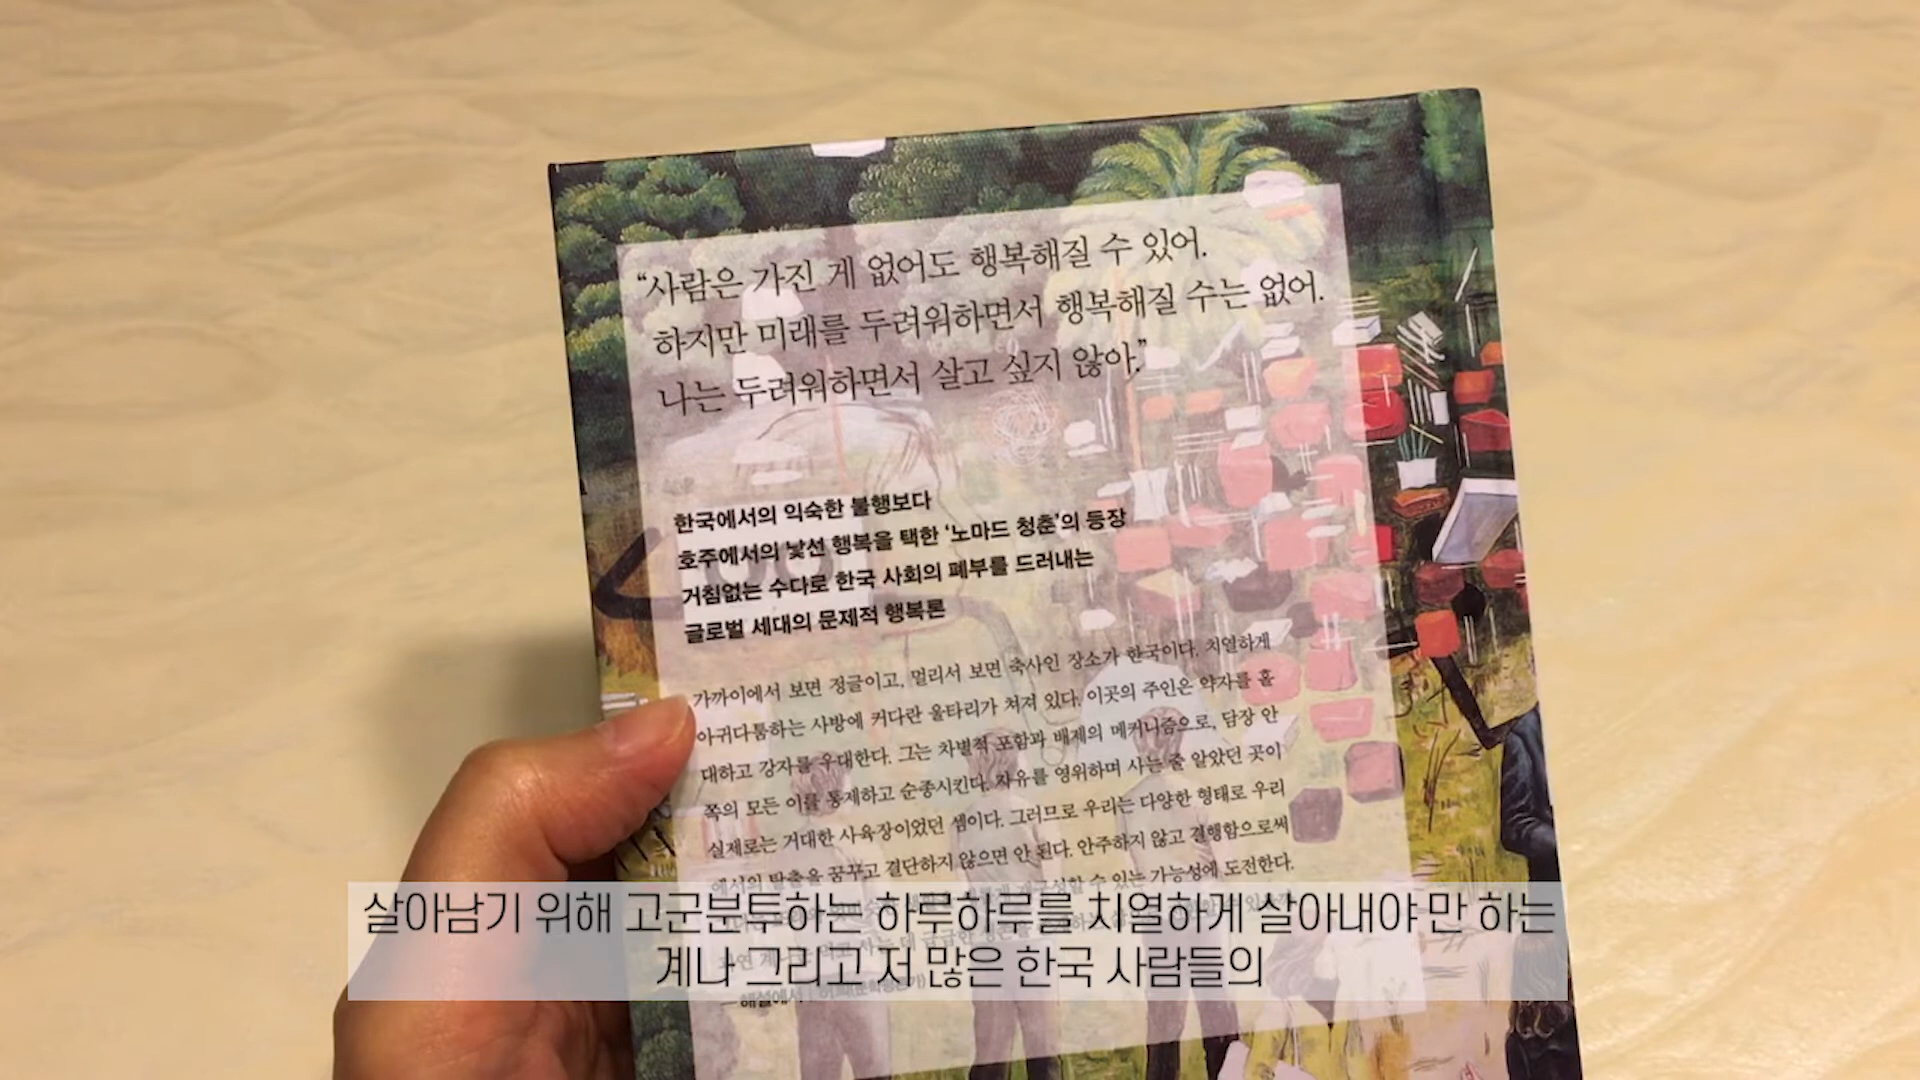 “사람은 가진 게 없어도 행복해질 수 있어.
하지만 미래를 두려워하면서 행복해질 수는 없어.
나는 두려워하면서 살고 싶지 않아.”
한국에서의 익숙한 불행보다
호주에서의 낯선 행복을 택한 ‘노마드 청춘’의 등장
거침없는 수다로 한국 사회의 폐부를 드러내는
글로벌 세대의 문제적 행복론
가까이에서 보면 정글이고, 멀리서 보면 축사인 장소가 한국이다. 치열하게
아귀다툼하는 사방에 커다란 울타리가 쳐져 있다. 이곳의 주인은 약자를 홀
대하고 강자를 우대한다. 그는 차별적 포함과 배제의 메커니즘으로, 담장 안
쪽의 모든 이를 통제하고 순종시킨다. 자유를 영위하며 사는 줄 알았던 곳이
실제로는 거대한 사육장이었던 셈이다. 그러므로 우리는 다양한 형태로 우리
에서의 탈출을 꿈꾸고 결단하지 않으면 안 된다. 안주하지 않고 결행함으로써
재구성할 수 있는 가능성에 도전한다.
살아남기 위해 고군분투하는 하루하루를 치열하게 살아내야 만 하는
계나 그리고 저 많은 한국 사람들의